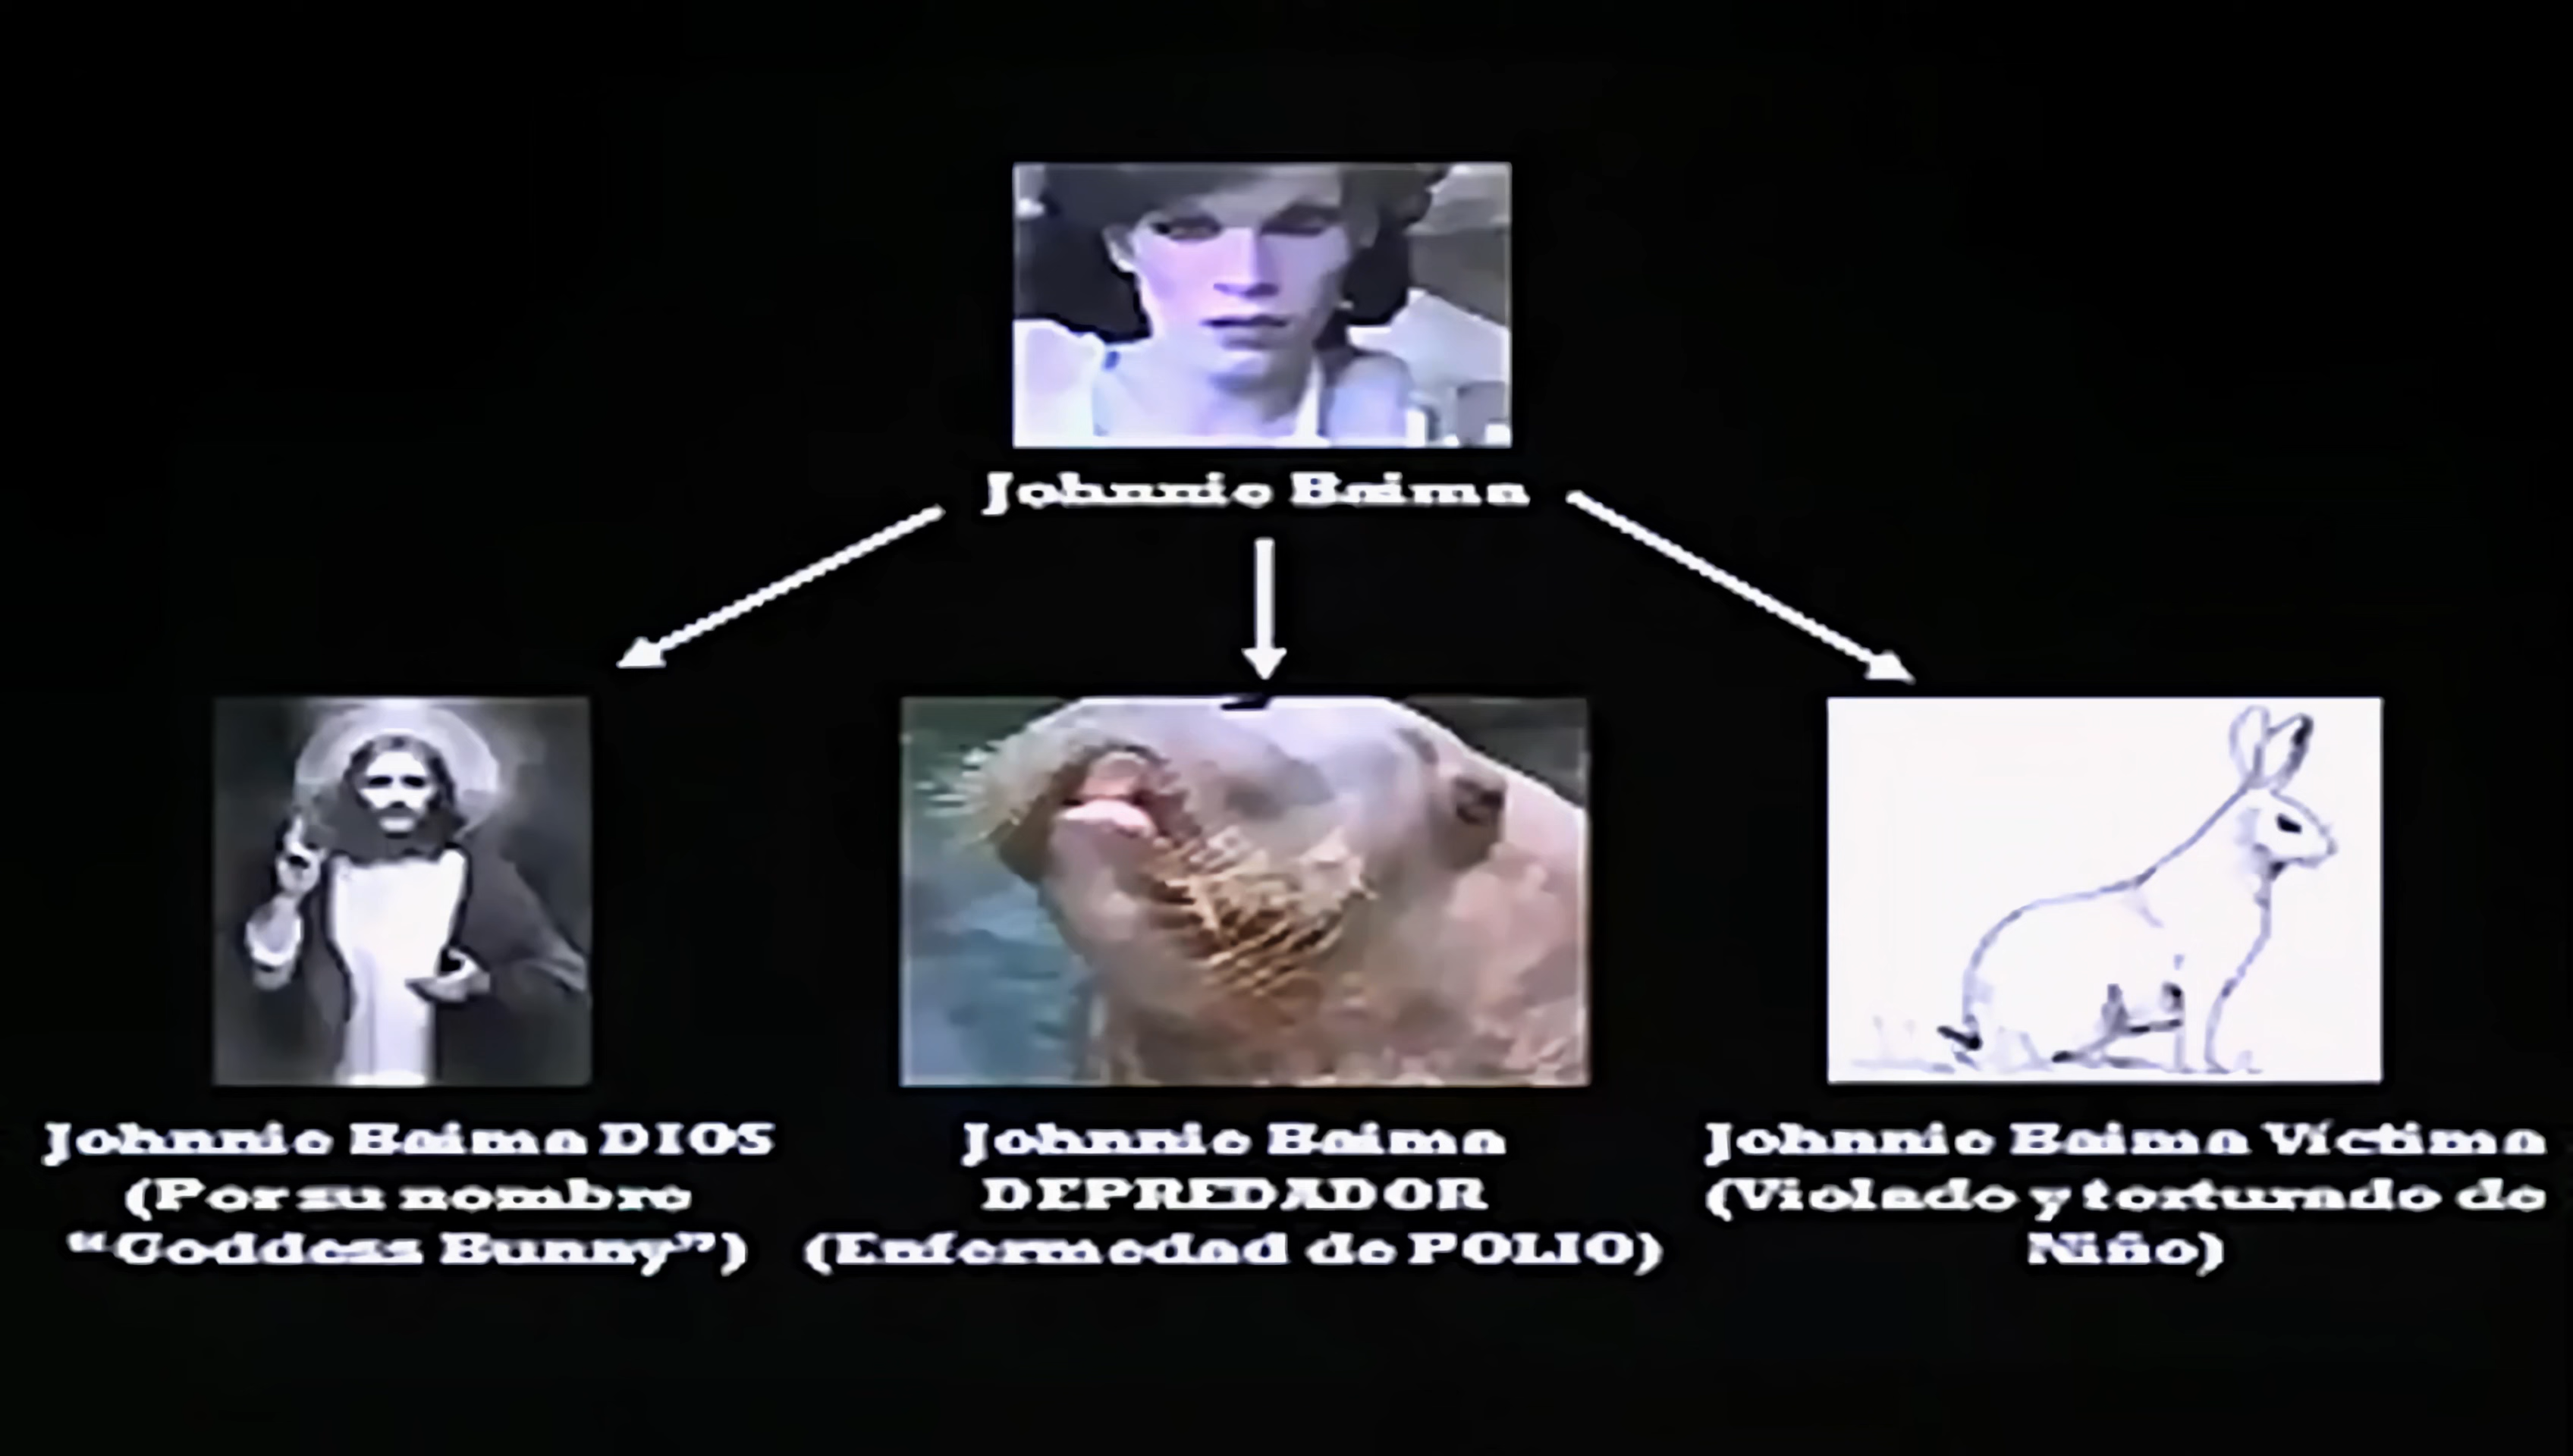 Johnnie Baima
Johnnie Baima DIOS
(Por su nombre
“Goddess Bunny”)
Johnnie Baima
DEPREDADOR
(Enfermedad de POLIO)
Johnnie Baima Víctima
(Violado y torturado de
Niño)